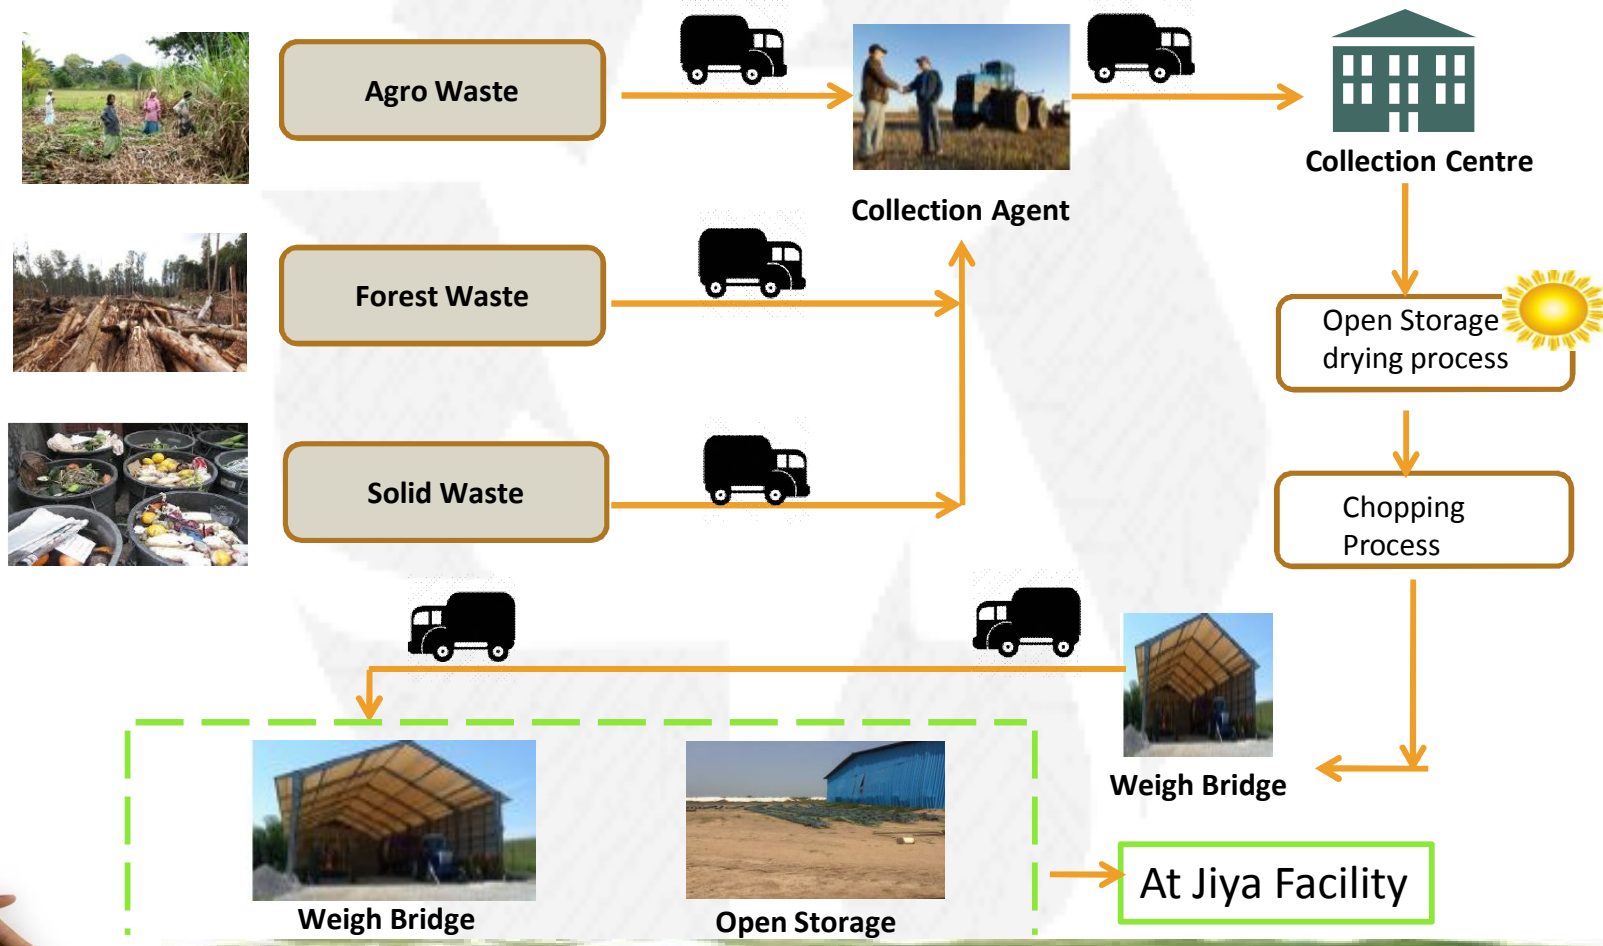 Agro Waste
Collection Agent
Collection Centre
Forest Waste
Open Storage
drying process
Solid Waste
Chopping
Process
Weigh Bridge
Weigh Bridge
Open Storage
At Jiya Facility